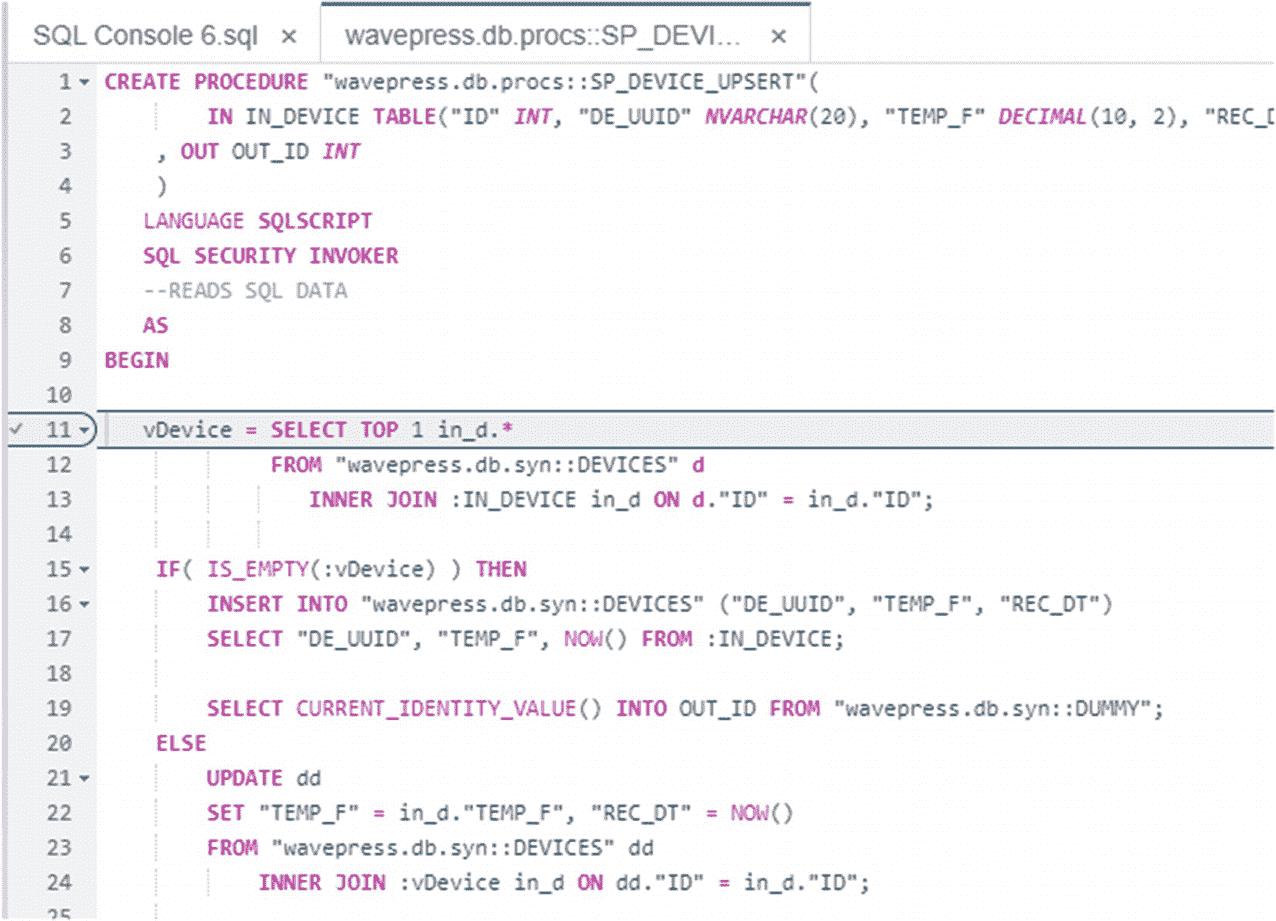 SQL Console 6.sql ×
wavepress.db.procs::SP_DEVI... ×
1 CREATE PROCEDURE "wavepress.db.procs::SP_DEVICE_UPSERT"(
2 IN IN_DEVICE TABLE("ID" INT, "DE_UUID" NVARCHAR(20), "TEMP_F" DECIMAL(10, 2), "REC_D
3 , OUT OUT_ID INT
4 )
5 LANGUAGE SQLSCRIPT
6 SQL SECURITY INVOKER
7 --READS SQL DATA
8 AS
9 BEGIN
10
11 vDevice = SELECT TOP 1 in_d.*
12 FROM "wavepress.db.syn::DEVICES" d
13 INNER JOIN :IN_DEVICE in_d ON d."ID" = in_d."ID";
14
15 IF( IS_EMPTY(:vDevice) ) THEN
16 INSERT INTO "wavepress.db.syn::DEVICES" ("DE_UUID", "TEMP_F", "REC_DT")
17 SELECT "DE_UUID", "TEMP_F", NOW() FROM :IN_DEVICE;
18
19 SELECT CURRENT_IDENTITY_VALUE() INTO OUT_ID FROM "wavepress.db.syn::DUMMY";
20 ELSE
21 UPDATE dd
22 SET "TEMP_F" = in_d."TEMP_F", "REC_DT" = NOW()
23 FROM "wavepress.db.syn::DEVICES" dd
24 INNER JOIN :vDevice in_d ON dd."ID" = in_d."ID";
25